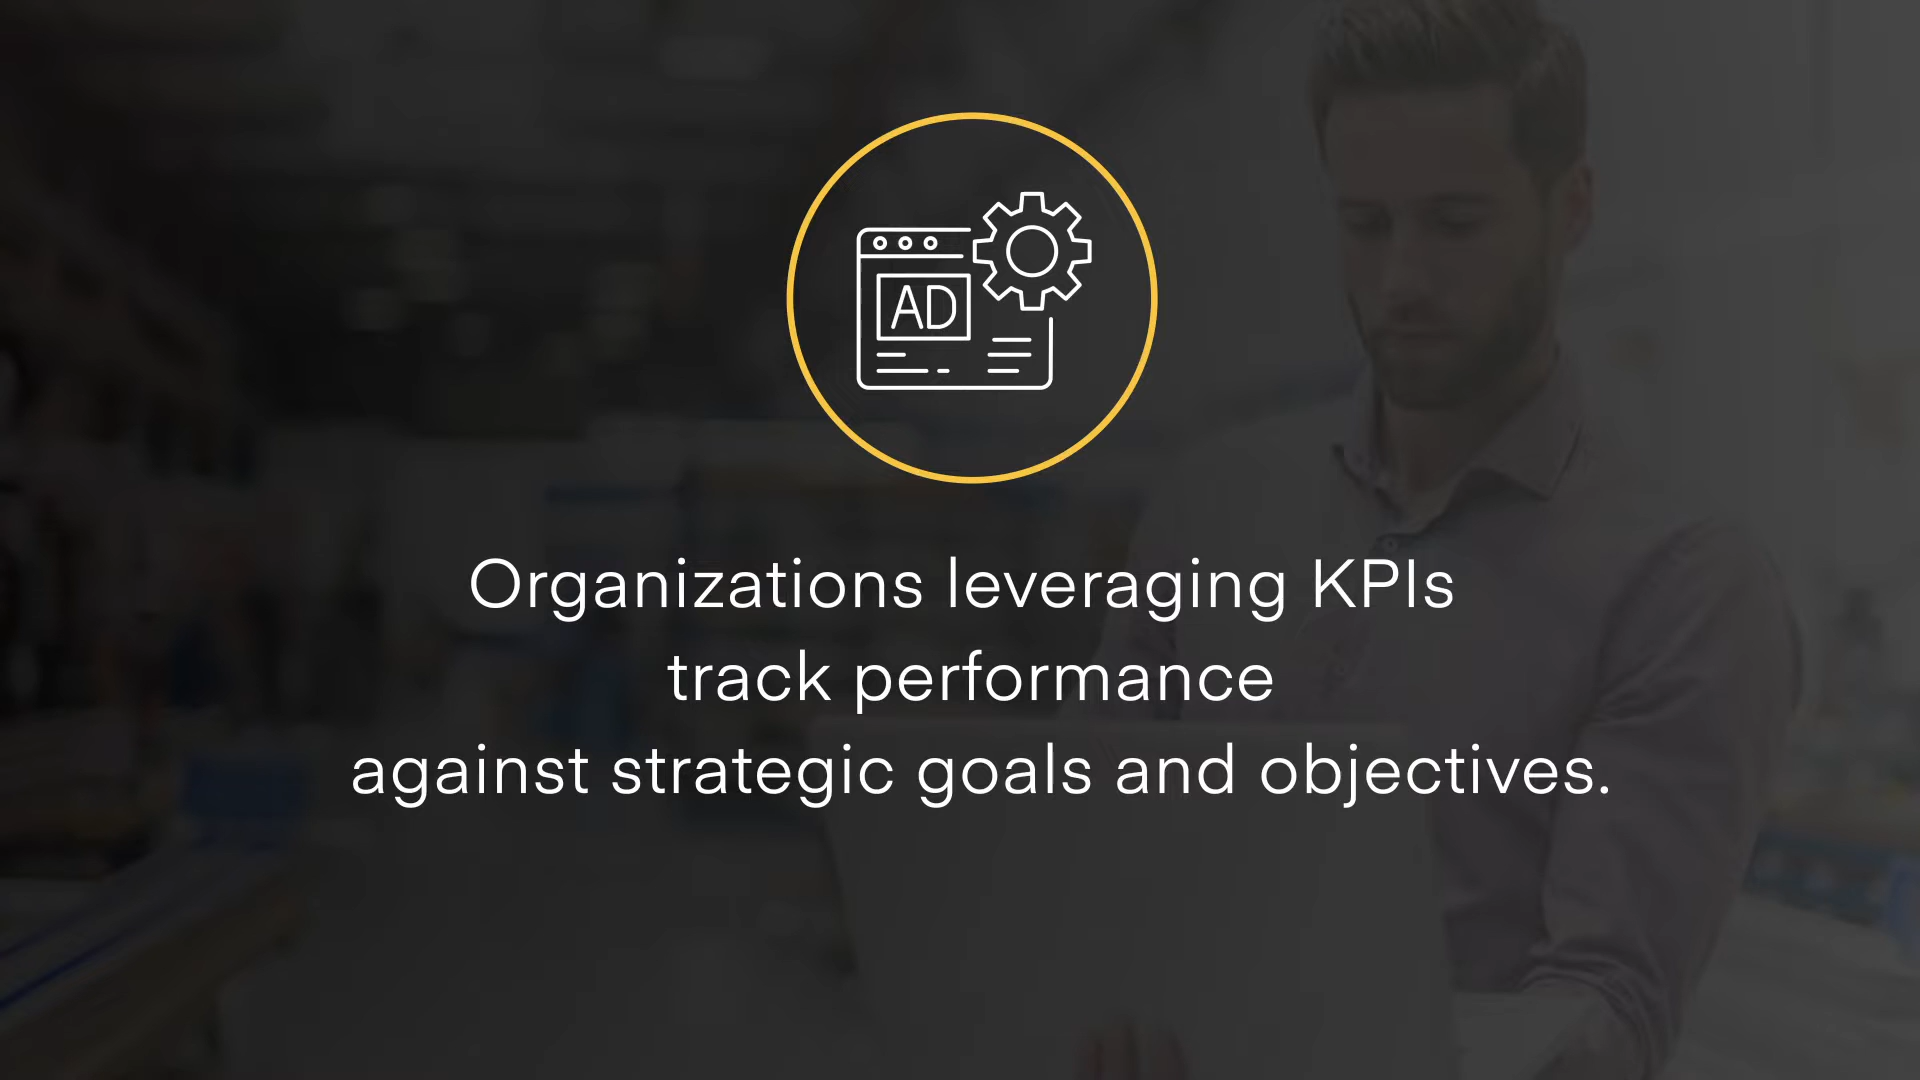 AD
Organizations leveraging KPIs
track performance
against strategic goals and objectives.